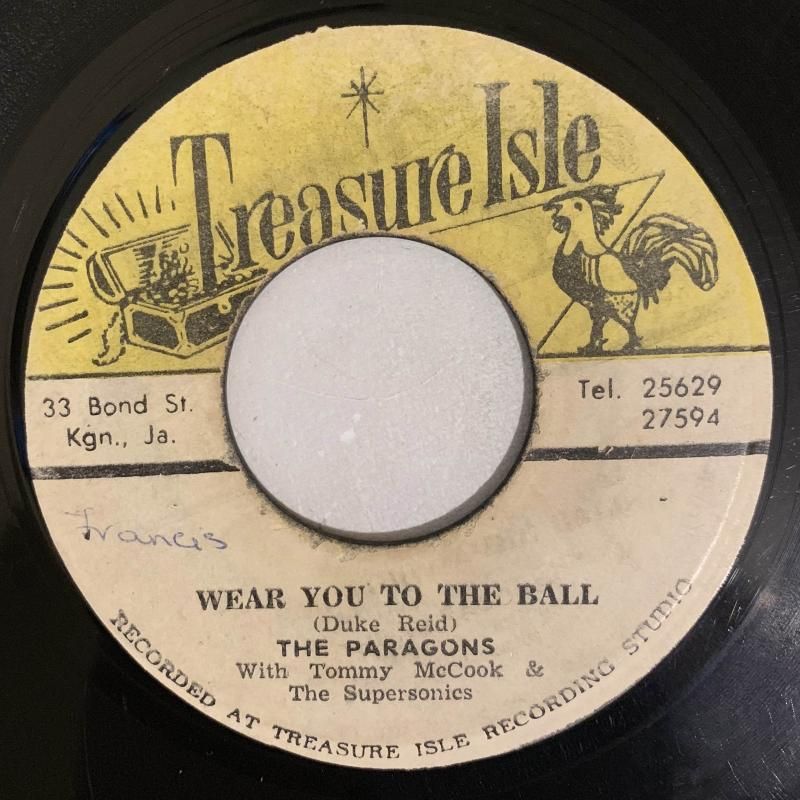 Treasure Isle
33 Bond St.
Kgn., Ja.
Tel. 25629
27594
Francis
WEAR YOU TO THE BALL
(Duke Reid)
THE PARAGONS
With Tommy McCook &
The Supersonics
RECORDED AT TREASURE ISLE RECORDING STUDIO